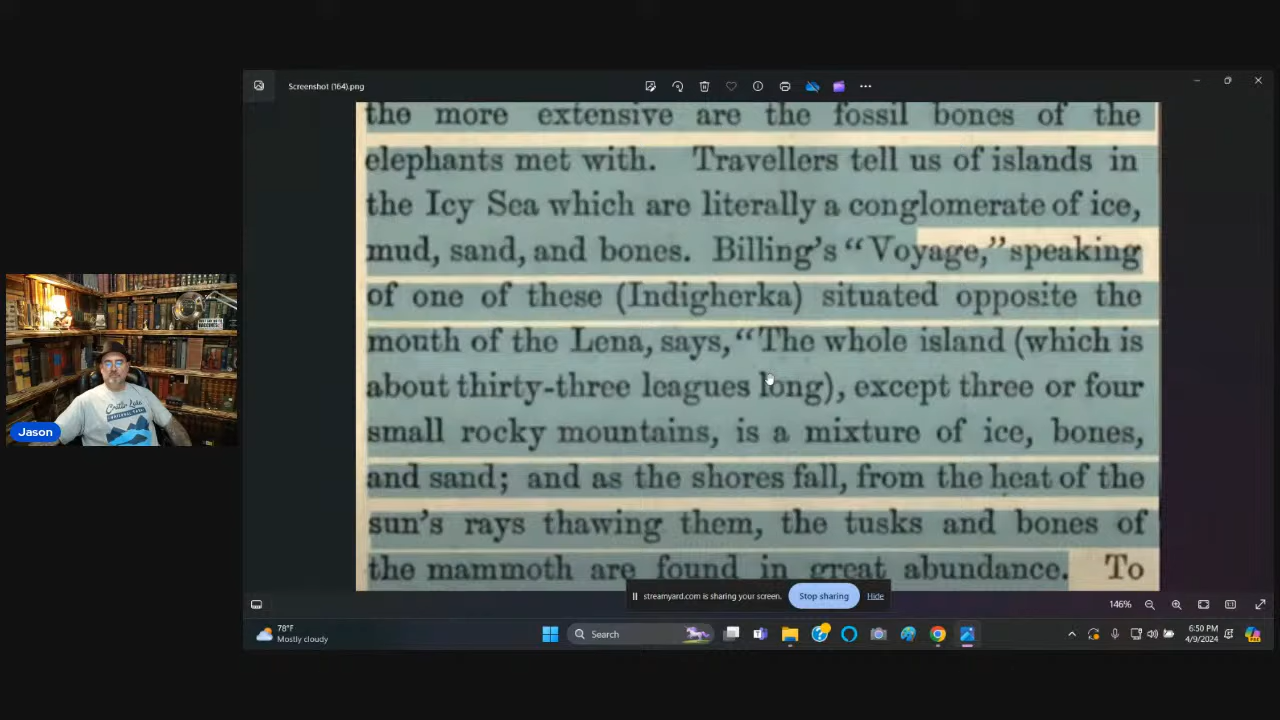 Screenshot (164).png
the more extensive are the fossil bones of the
elephants met with. Travellers tell us of islands in
the Icy Sea which are literally a conglomerate of ice,
mud, sand, and bones. Billing's “Voyage,” speaking
of one of these (Indigherka) situated opposite the
mouth of the Lena, says, “The whole island (which is
about thirty-three leagues long), except three or four
small rocky mountains, is a mixture of ice, bones,
and sand; and as the shores fall, from the heat of the
sun's rays thawing them, the tusks and bones of
the mammoth are found in great abundance. To
Jason
streamyard.com is sharing your screen.
Stop sharing
Hide
146%
78°F
Mostly cloudy
Search
6:50 PM
4/9/2024